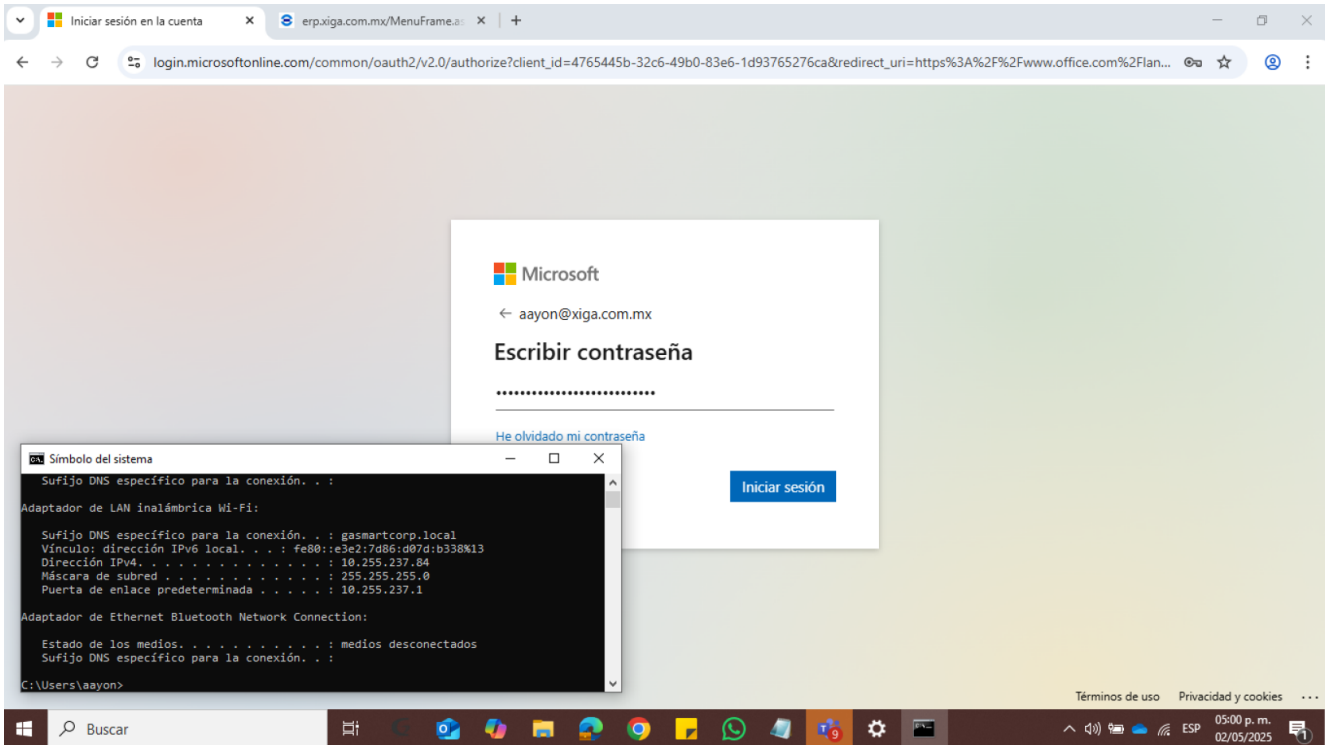 Iniciar sesión en la cuenta
erp.xiga.com.mx/MenuFrame.as
login.microsoftonline.com/common/oauth2/v2.0/authorize?client_id=4765445b-32c6-49b0-83e6-1d93765276ca&redirect_uri=https%3A%2F%2Fwww.office.com%2Flan...
Microsoft
aayon@xiga.com.mx
Escribir contraseña
He olvidado mi contraseña
Iniciar sesión
Símbolo del sistema
Sufijo DNS específico para la conexión. . :
Adaptador de LAN inalámbrica Wi-Fi:
Sufijo DNS específico para la conexión. . : gasmartcorp.local
Vínculo: dirección IPv6 local. . . : fe80::e3e2:7d86:d07d:b338%13
Dirección IPv4. . . . . . . . . . . . . . : 10.255.237.84
Máscara de subred . . . . . . . . . . . . : 255.255.255.0
Puerta de enlace predeterminada . . . . . : 10.255.237.1
Adaptador de Ethernet Bluetooth Network Connection:
Estado de los medios. . . . . . . . . . . : medios desconectados
Sufijo DNS específico para la conexión. . :
C:\Users\aayon>
Términos de uso Privacidad y cookies ...
Buscar
9
ESP
05:00 p. m.
02/05/2025
1